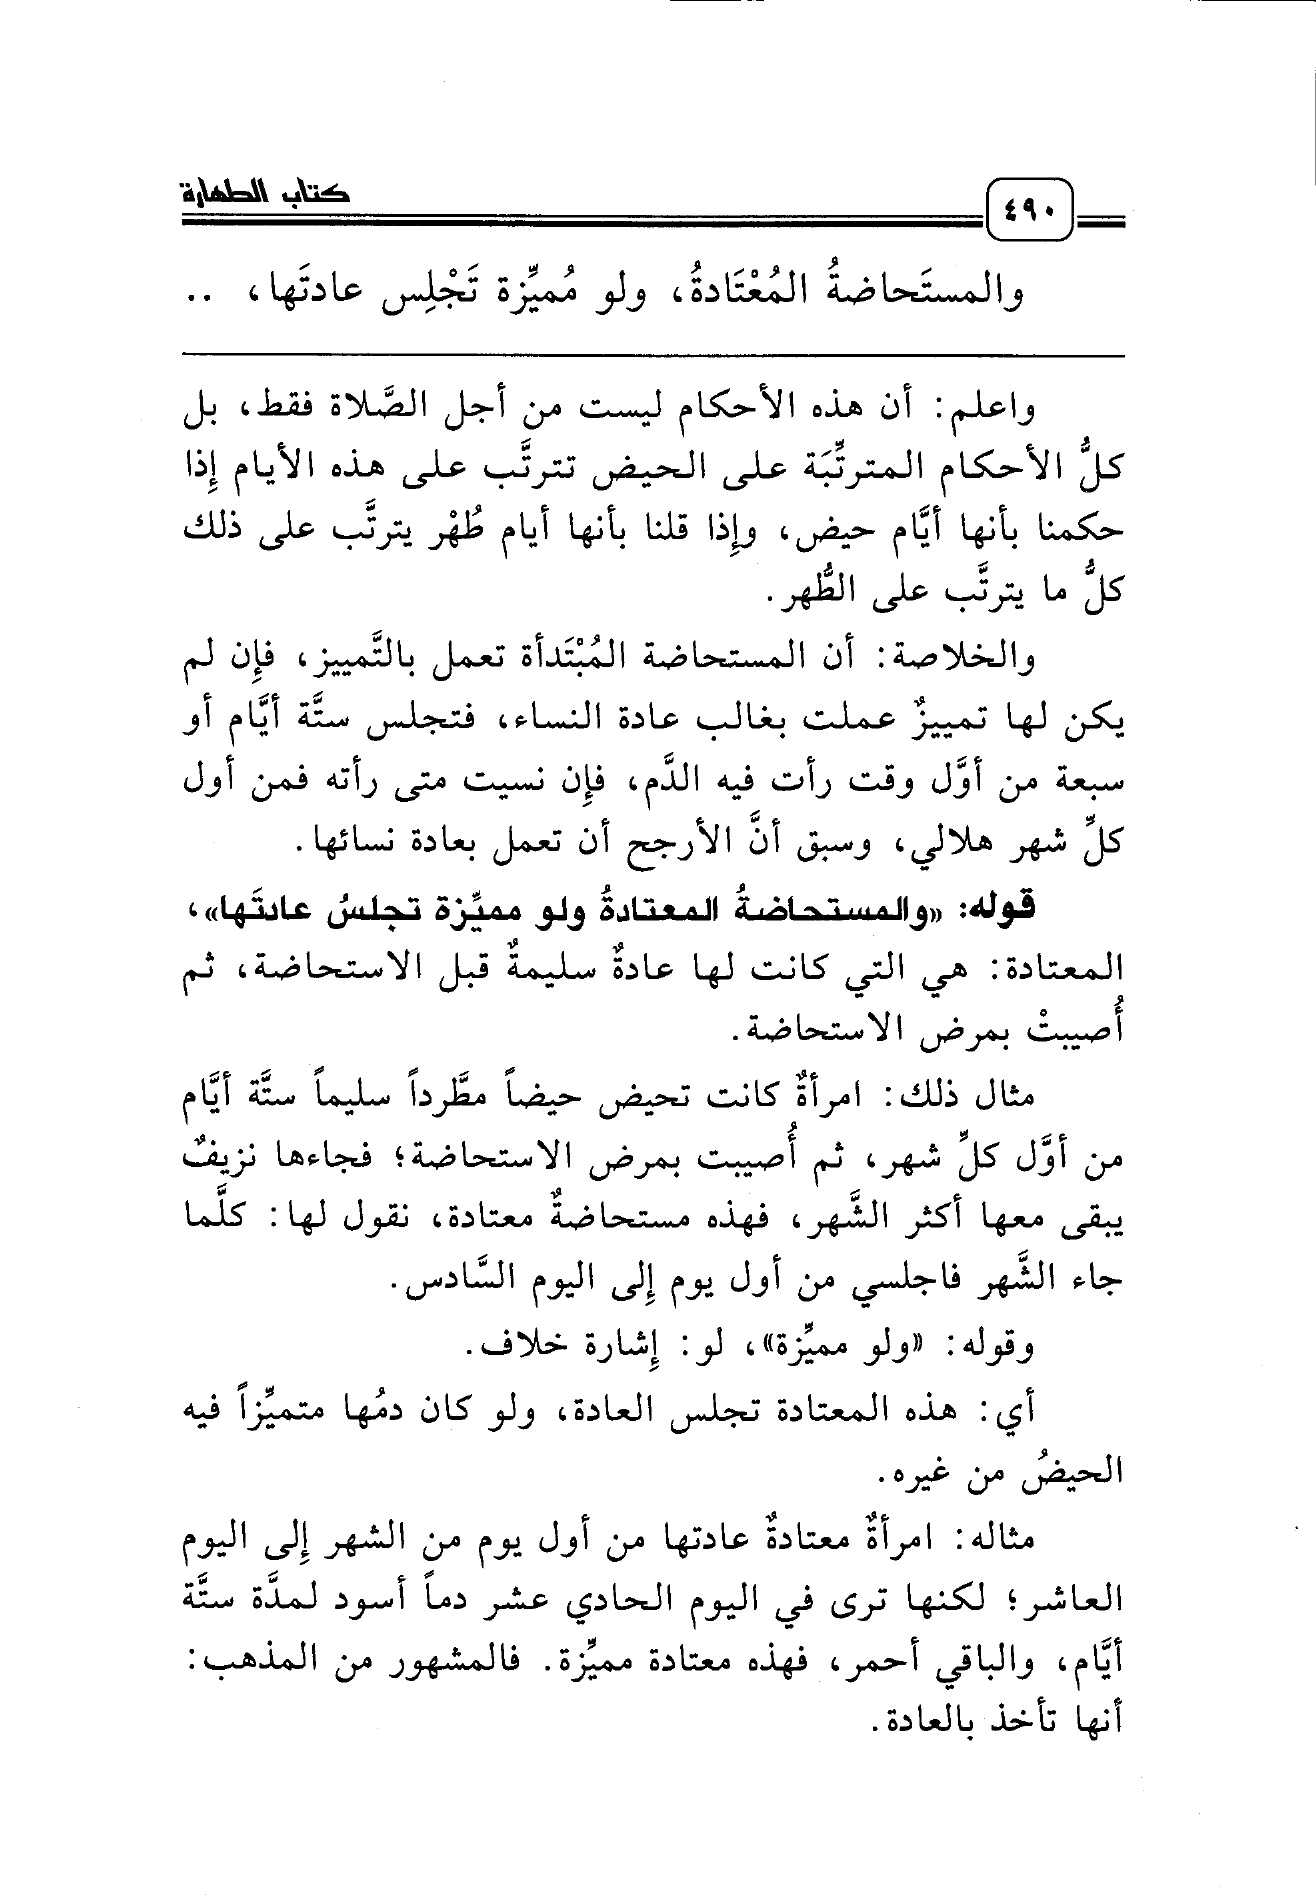 كتاب الطهارة
٤٩٠
والمستَحاضةُ المُعْتَادةُ، ولو مُميِّزة تَجْلِس عادتَها، ..
واعلم: أن هذه الأحكام ليست من أجل الصَّلاة فقط، بل
كلُّ الأحكام المترتِّبَة على الحيض تترتَّب على هذه الأيام إذا
حكمنا بأنها أيَّام حيض، وإذا قلنا بأنها أيام طُهْر يترتَّب على ذلك
كلُّ ما يترتَّب على الطُّهر.
والخلاصة: أن المستحاضة المُبْتَدأة تعمل بالتَّمييز، فإن لم
يكن لها تمييزٌ عملت بغالب عادة النساء، فتجلس ستَّة أيَّام أو
سبعة من أوَّل وقت رأت فيه الدَّم، فإن نسيت متى رأته فمن أول
كلِّ شهر هلالي، وسبق أنَّ الأرجح أن تعمل بعادة نسائها.
قوله: «والمستحاضةُ المعتادةُ ولو مميِّزة تجلسُ عادتَها»،
المعتادة: هي التي كانت لها عادةٌ سليمةٌ قبل الاستحاضة، ثم
أُصيبتْ بمرض الاستحاضة.
مثال ذلك: امرأةٌ كانت تحيض حيضاً مطَّرداً سليماً ستَّة أيَّام
من أوَّل كلِّ شهر، ثم أُصيبت بمرض الاستحاضة؛ فجاءها نزيفٌ
يبقى معها أكثر الشَّهر، فهذه مستحاضةٌ معتادة، نقول لها: كلَّما
جاء الشَّهر فاجلسي من أول يوم إلى اليوم السَّادس.
وقوله: «ولو مميِّزة»، لو: إشارة خلاف.
أي: هذه المعتادة تجلس العادة، ولو كان دمُها متميِّزاً فيه
الحيضُ من غيره.
مثاله: امرأةٌ معتادةٌ عادتها من أول يوم من الشهر إلى اليوم
العاشر؛ لكنها ترى في اليوم الحادي عشر دماً أسود لمدَّة ستَّة
أيَّام، والباقي أحمر، فهذه معتادة مميِّزة. فالمشهور من المذهب:
أنها تأخذ بالعادة.